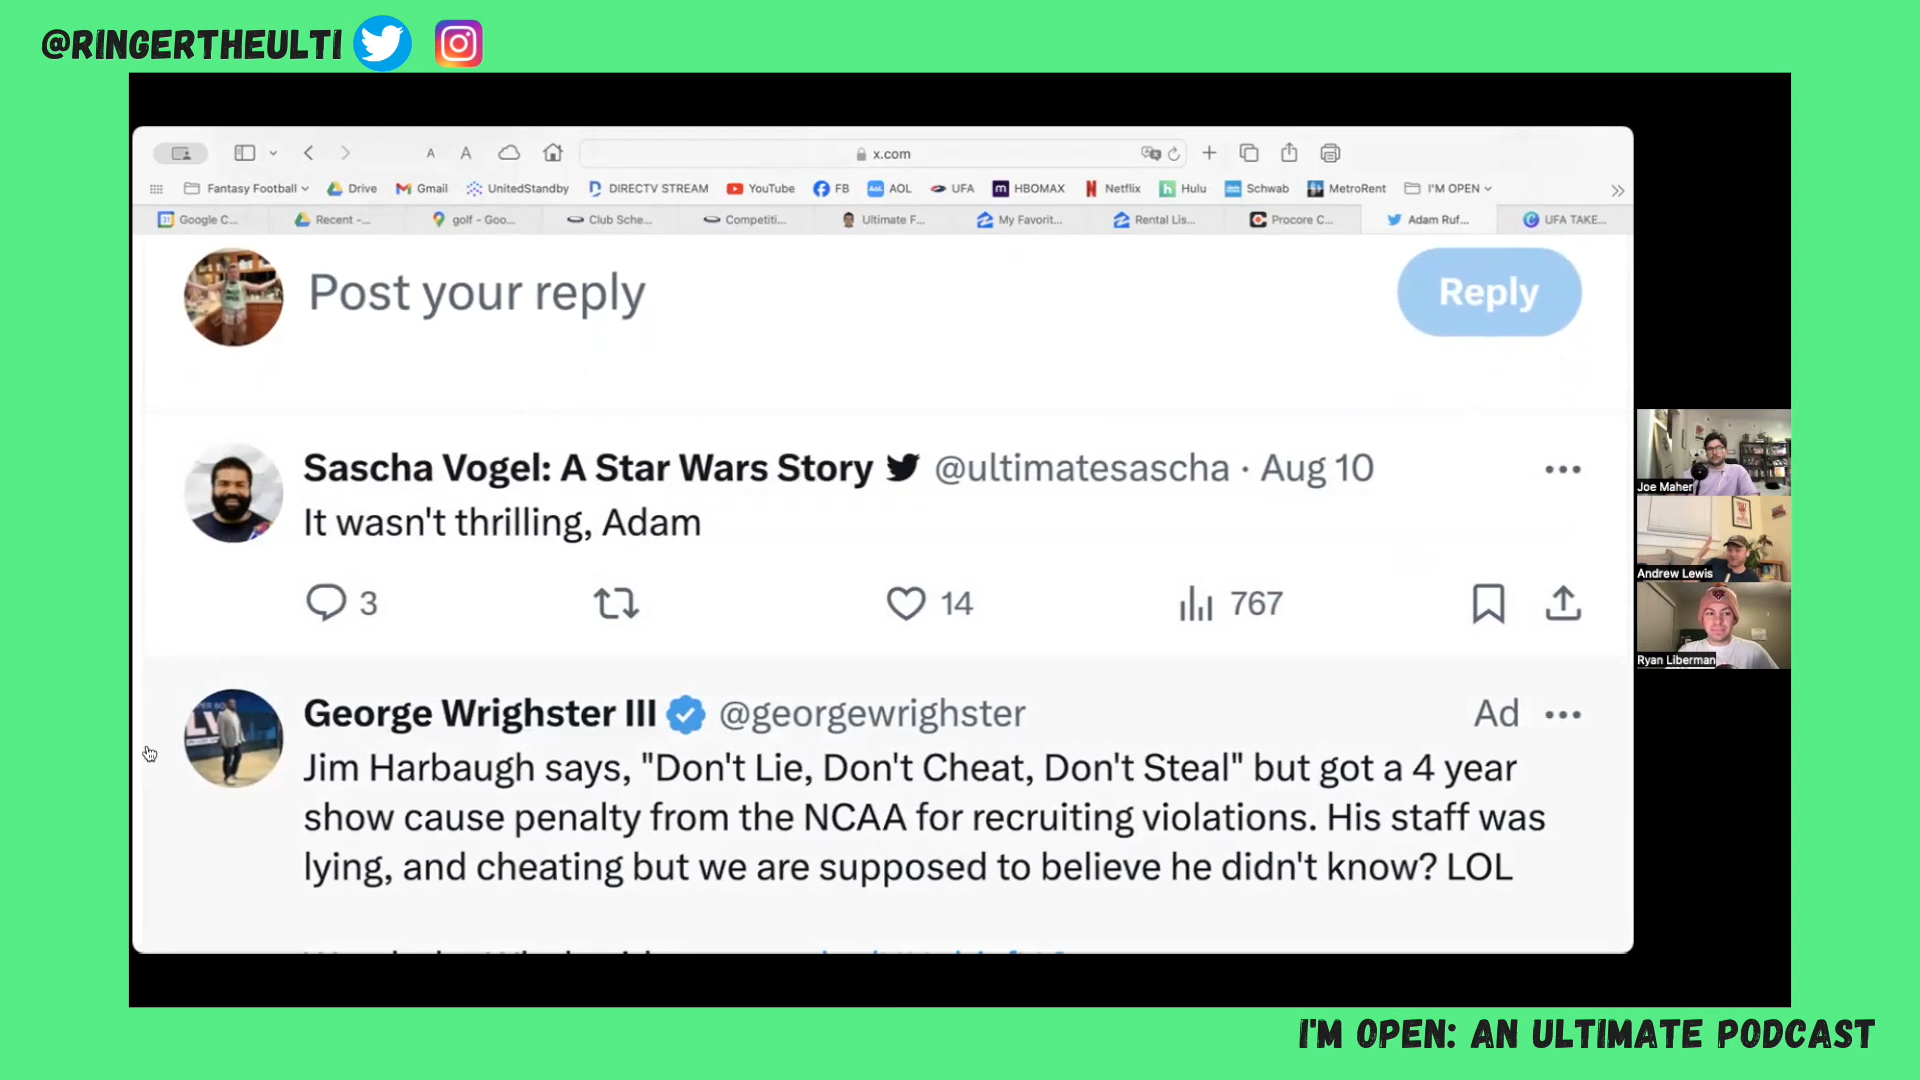 @RINGERTHEULTI
A A x.com
Fantasy Football Drive Gmail UnitedStandby DIRECTV STREAM YouTube FB AOL UFA HBOMAX Netflix Hulu Schwab MetroRent I'M OPEN
Google C... Recent -... golf - Goo... Club Sche... Competiti... Ultimate F... My Favorit... Rental Lis... Procore C... Adam Ruf... UFA TAKE...
Post your reply
Reply
Sascha Vogel: A Star Wars Story @ultimatesascha · Aug 10
It wasn't thrilling, Adam
3 14 767
George Wrighster III @georgewrighster Ad
Jim Harbaugh says, "Don't Lie, Don't Cheat, Don't Steal" but got a 4 year
show cause penalty from the NCAA for recruiting violations. His staff was
lying, and cheating but we are supposed to believe he didn't know? LOL
Joe Maher
Andrew Lewis
Ryan Liberman
I'M OPEN: AN ULTIMATE PODCAST